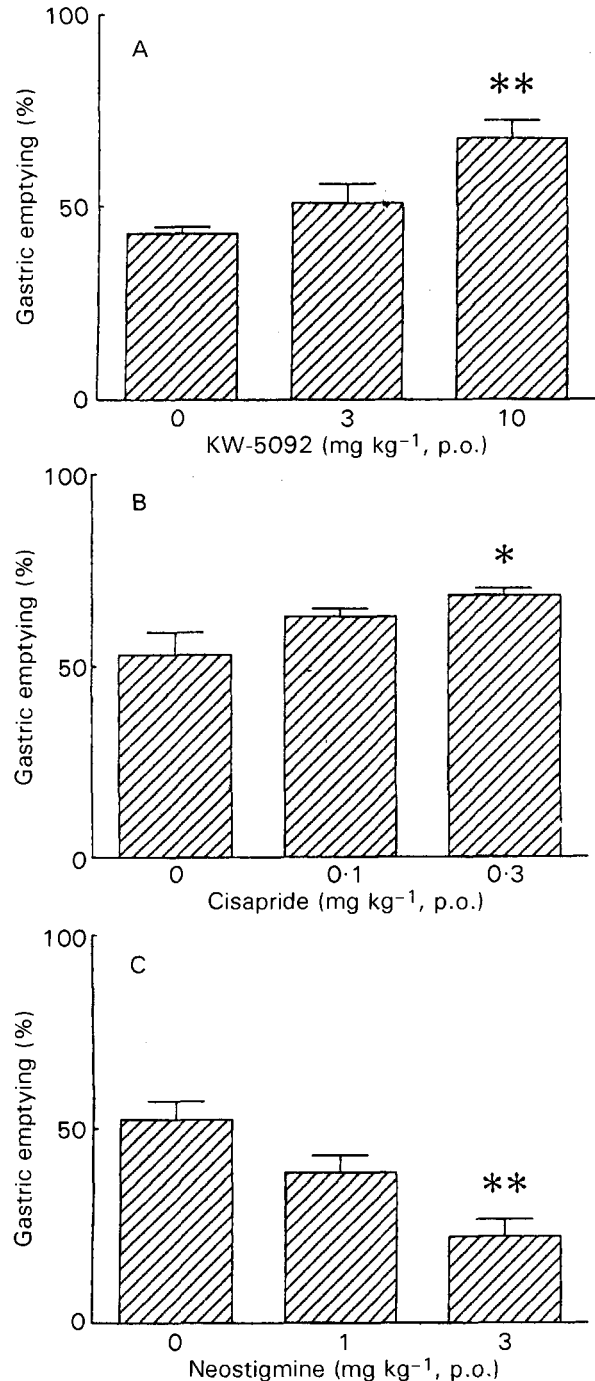 A
**
Gastric emptying (%)
100
50
0
0 3 10
KW-5092 (mg kg⁻¹, p.o.)
B
*
Gastric emptying (%)
100
50
0
0 0·1 0·3
Cisapride (mg kg⁻¹, p.o.)
C
**
Gastric emptying (%)
100
50
0
0 1 3
Neostigmine (mg kg⁻¹, p.o.)